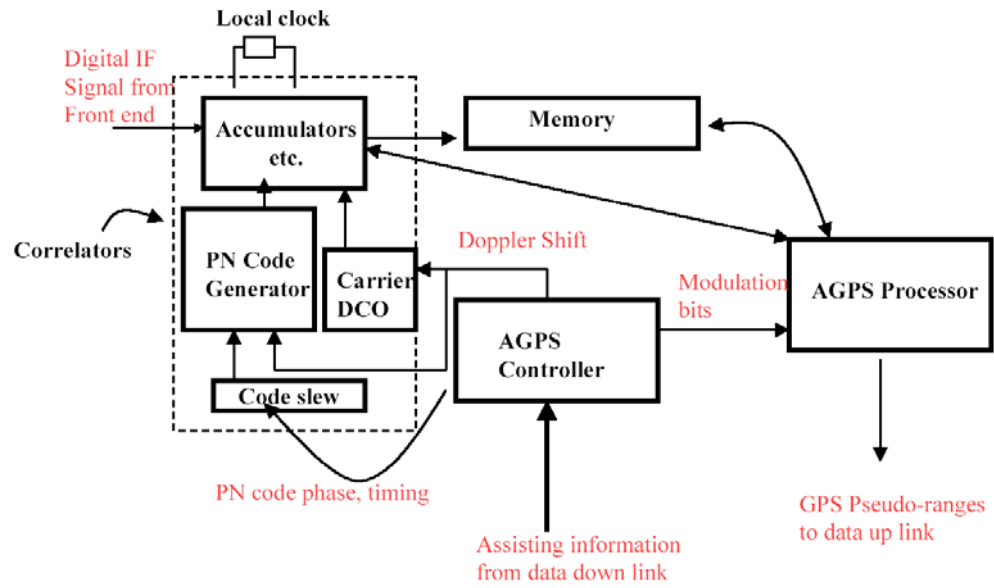 Local clock
Digital IF
Signal from
Front end
Accumulators
etc.
Memory
Correlators
PN Code
Generator
Carrier
DCO
Doppler Shift
Modulation
bits
AGPS Processor
AGPS
Controller
Code slew
PN code phase, timing
GPS Pseudo-ranges
to data up link
Assisting information
from data down link